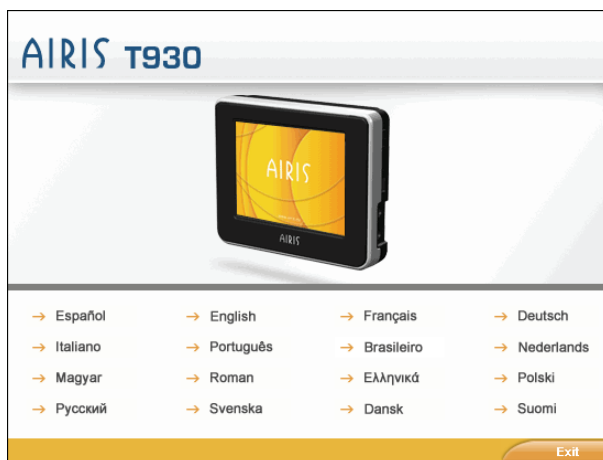 AIRIS T930
AIRIS
AIRIS
Español English Français Deutsch
Italiano Português Brasileiro Nederlands
Magyar Roman Ελληνικά Polski
Русский Svenska Dansk Suomi
Exit